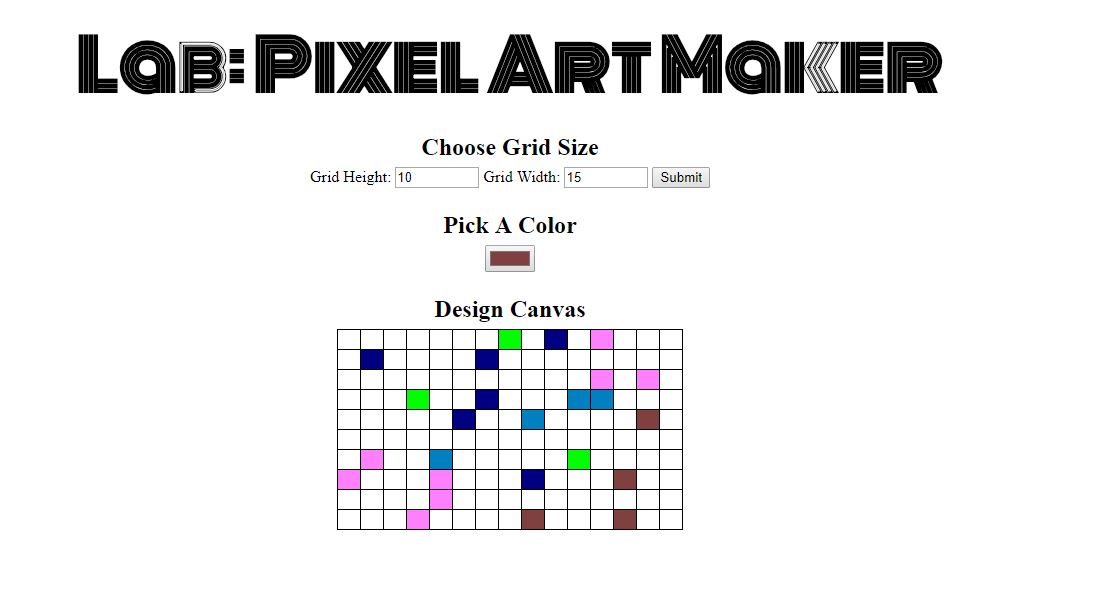 Lab: Pixel Art Maker
Choose Grid Size
Grid Height: 10 Grid Width: 15 Submit
Pick A Color
Design Canvas